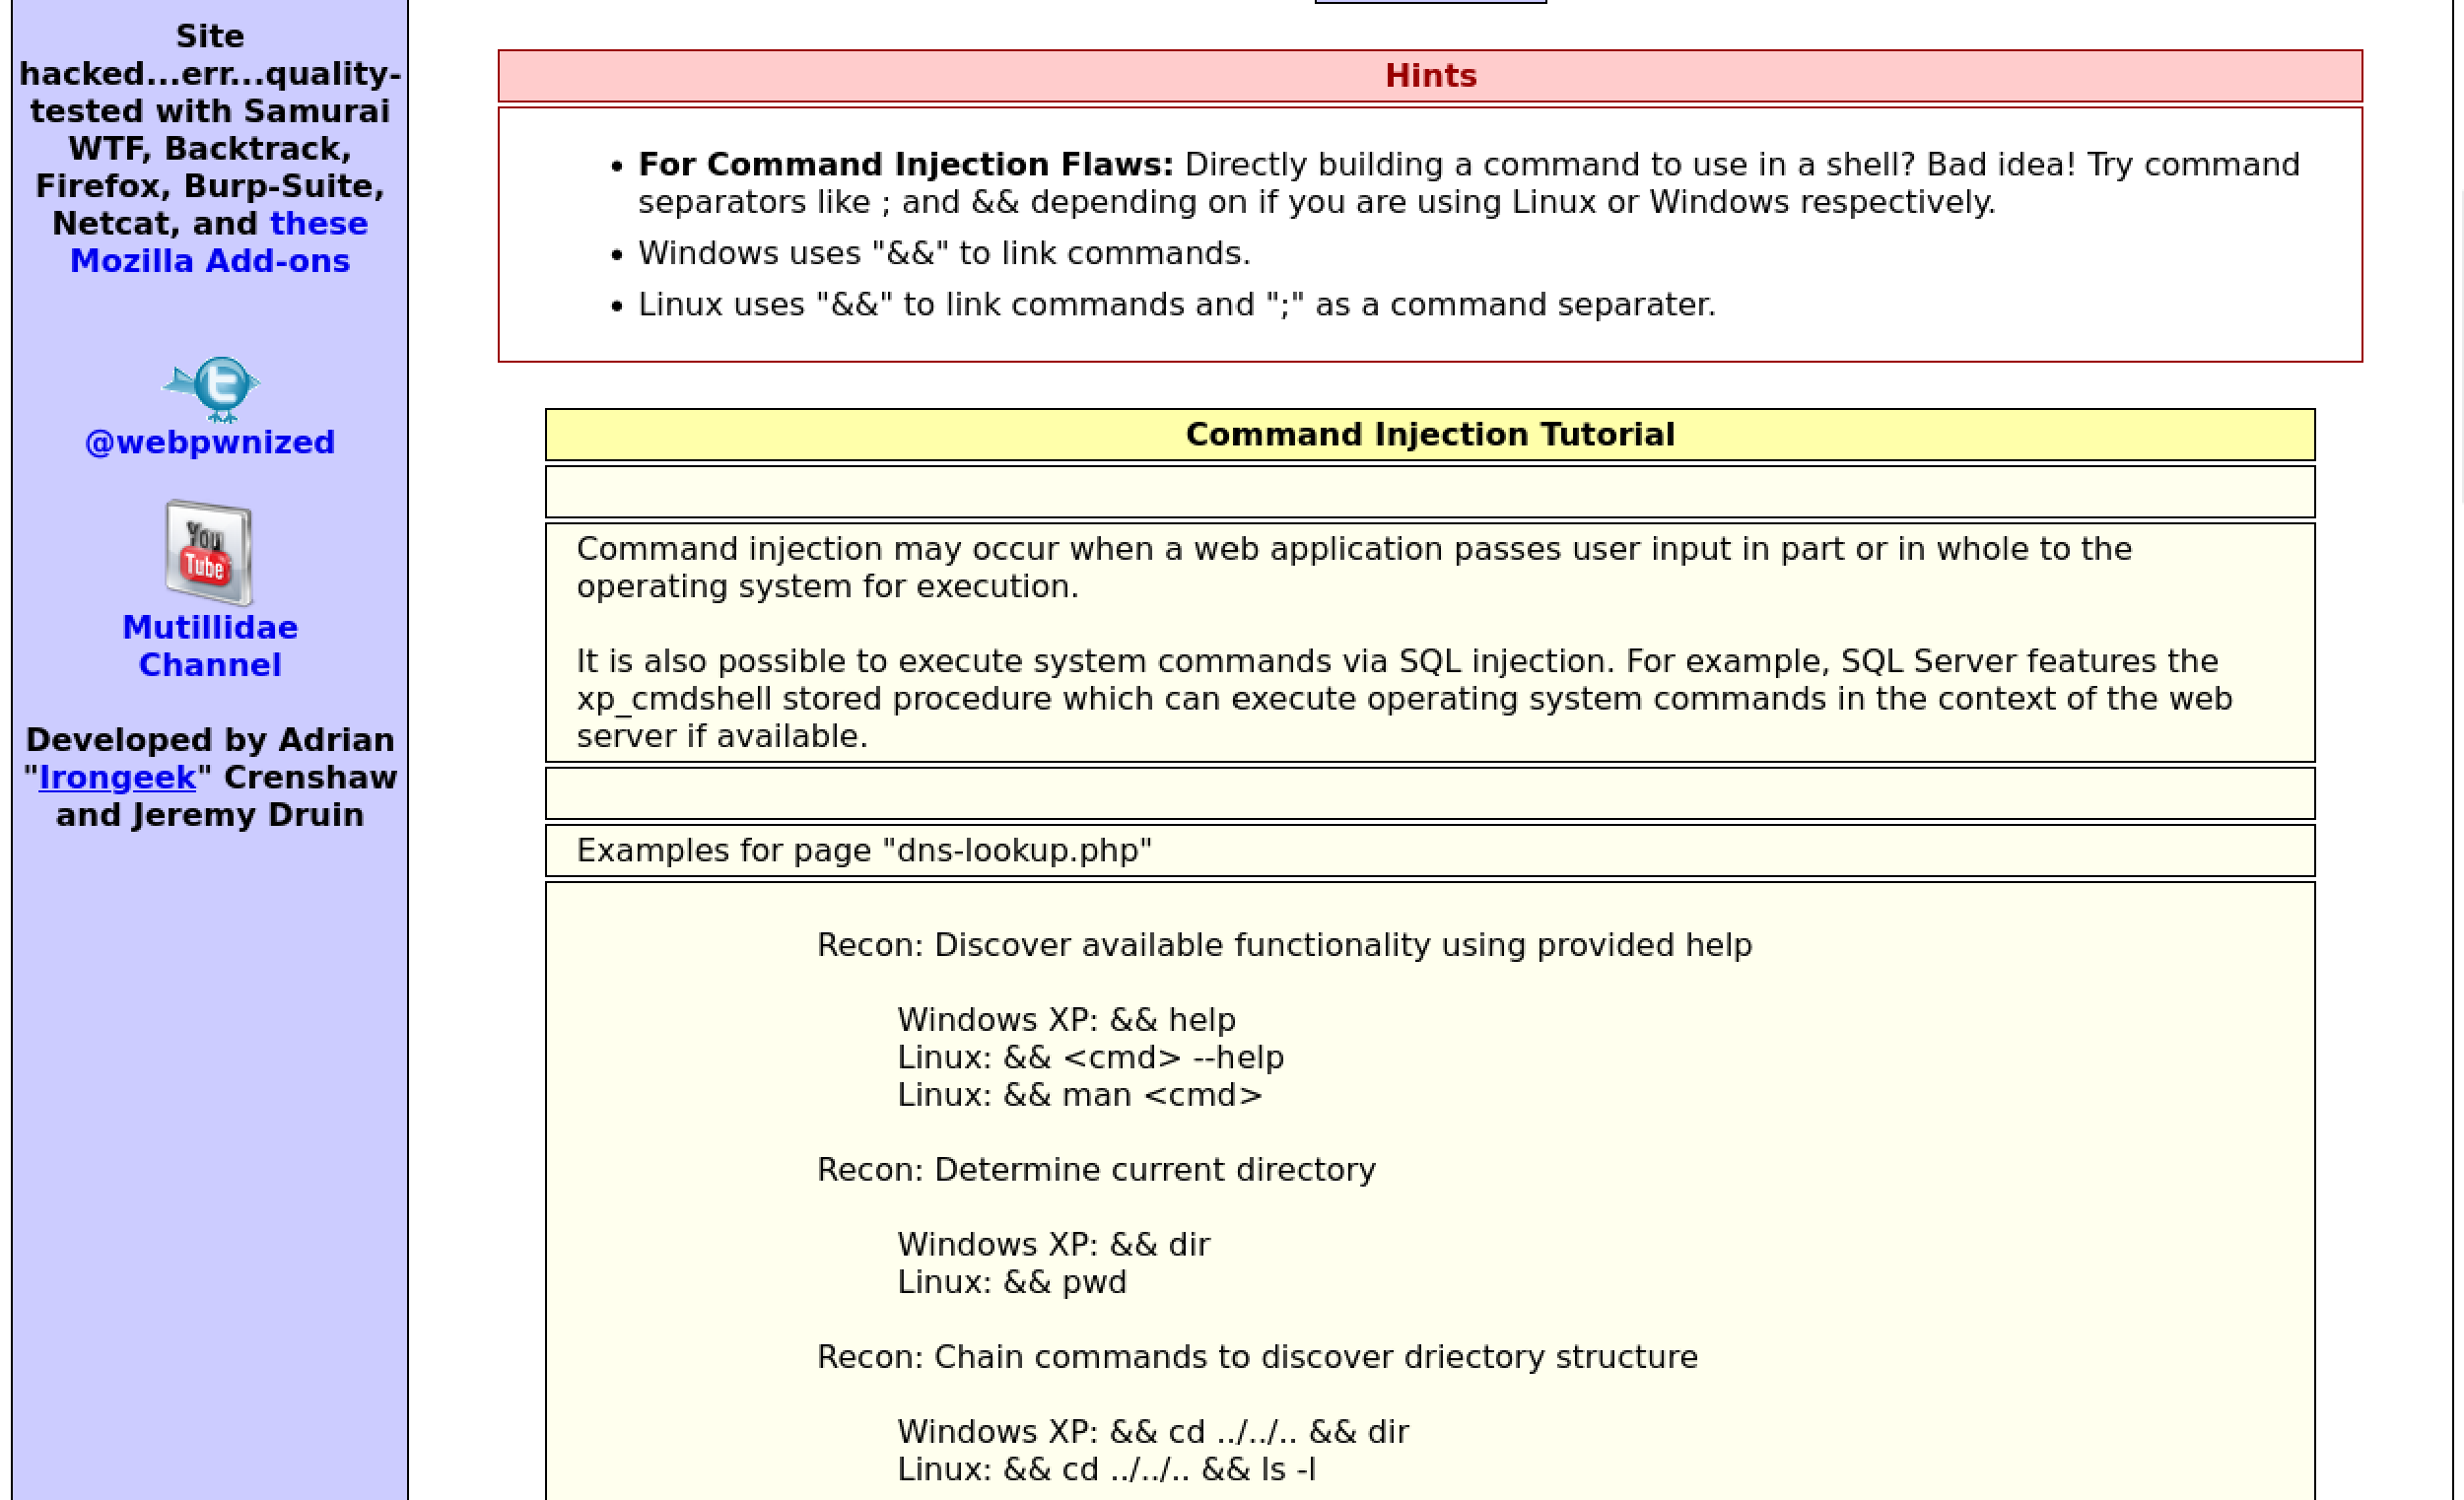 Site
hacked...err...quality-
tested with Samurai
WTF, Backtrack,
Firefox, Burp-Suite,
Netcat, and these
Mozilla Add-ons
@webpwnized
You
Tube
Mutillidae
Channel
Developed by Adrian
"Irongeek" Crenshaw
and Jeremy Druin
Hints
• For Command Injection Flaws: Directly building a command to use in a shell? Bad idea! Try command
separators like ; and && depending on if you are using Linux or Windows respectively.
• Windows uses "&&" to link commands.
• Linux uses "&&" to link commands and ";" as a command separater.
Command Injection Tutorial
Command injection may occur when a web application passes user input in part or in whole to the
operating system for execution.
It is also possible to execute system commands via SQL injection. For example, SQL Server features the
xp_cmdshell stored procedure which can execute operating system commands in the context of the web
server if available.
Examples for page "dns-lookup.php"
Recon: Discover available functionality using provided help
Windows XP: && help
Linux: && <cmd> --help
Linux: && man <cmd>
Recon: Determine current directory
Windows XP: && dir
Linux: && pwd
Recon: Chain commands to discover driectory structure
Windows XP: && cd ../../.. && dir
Linux: && cd ../../.. && ls -l